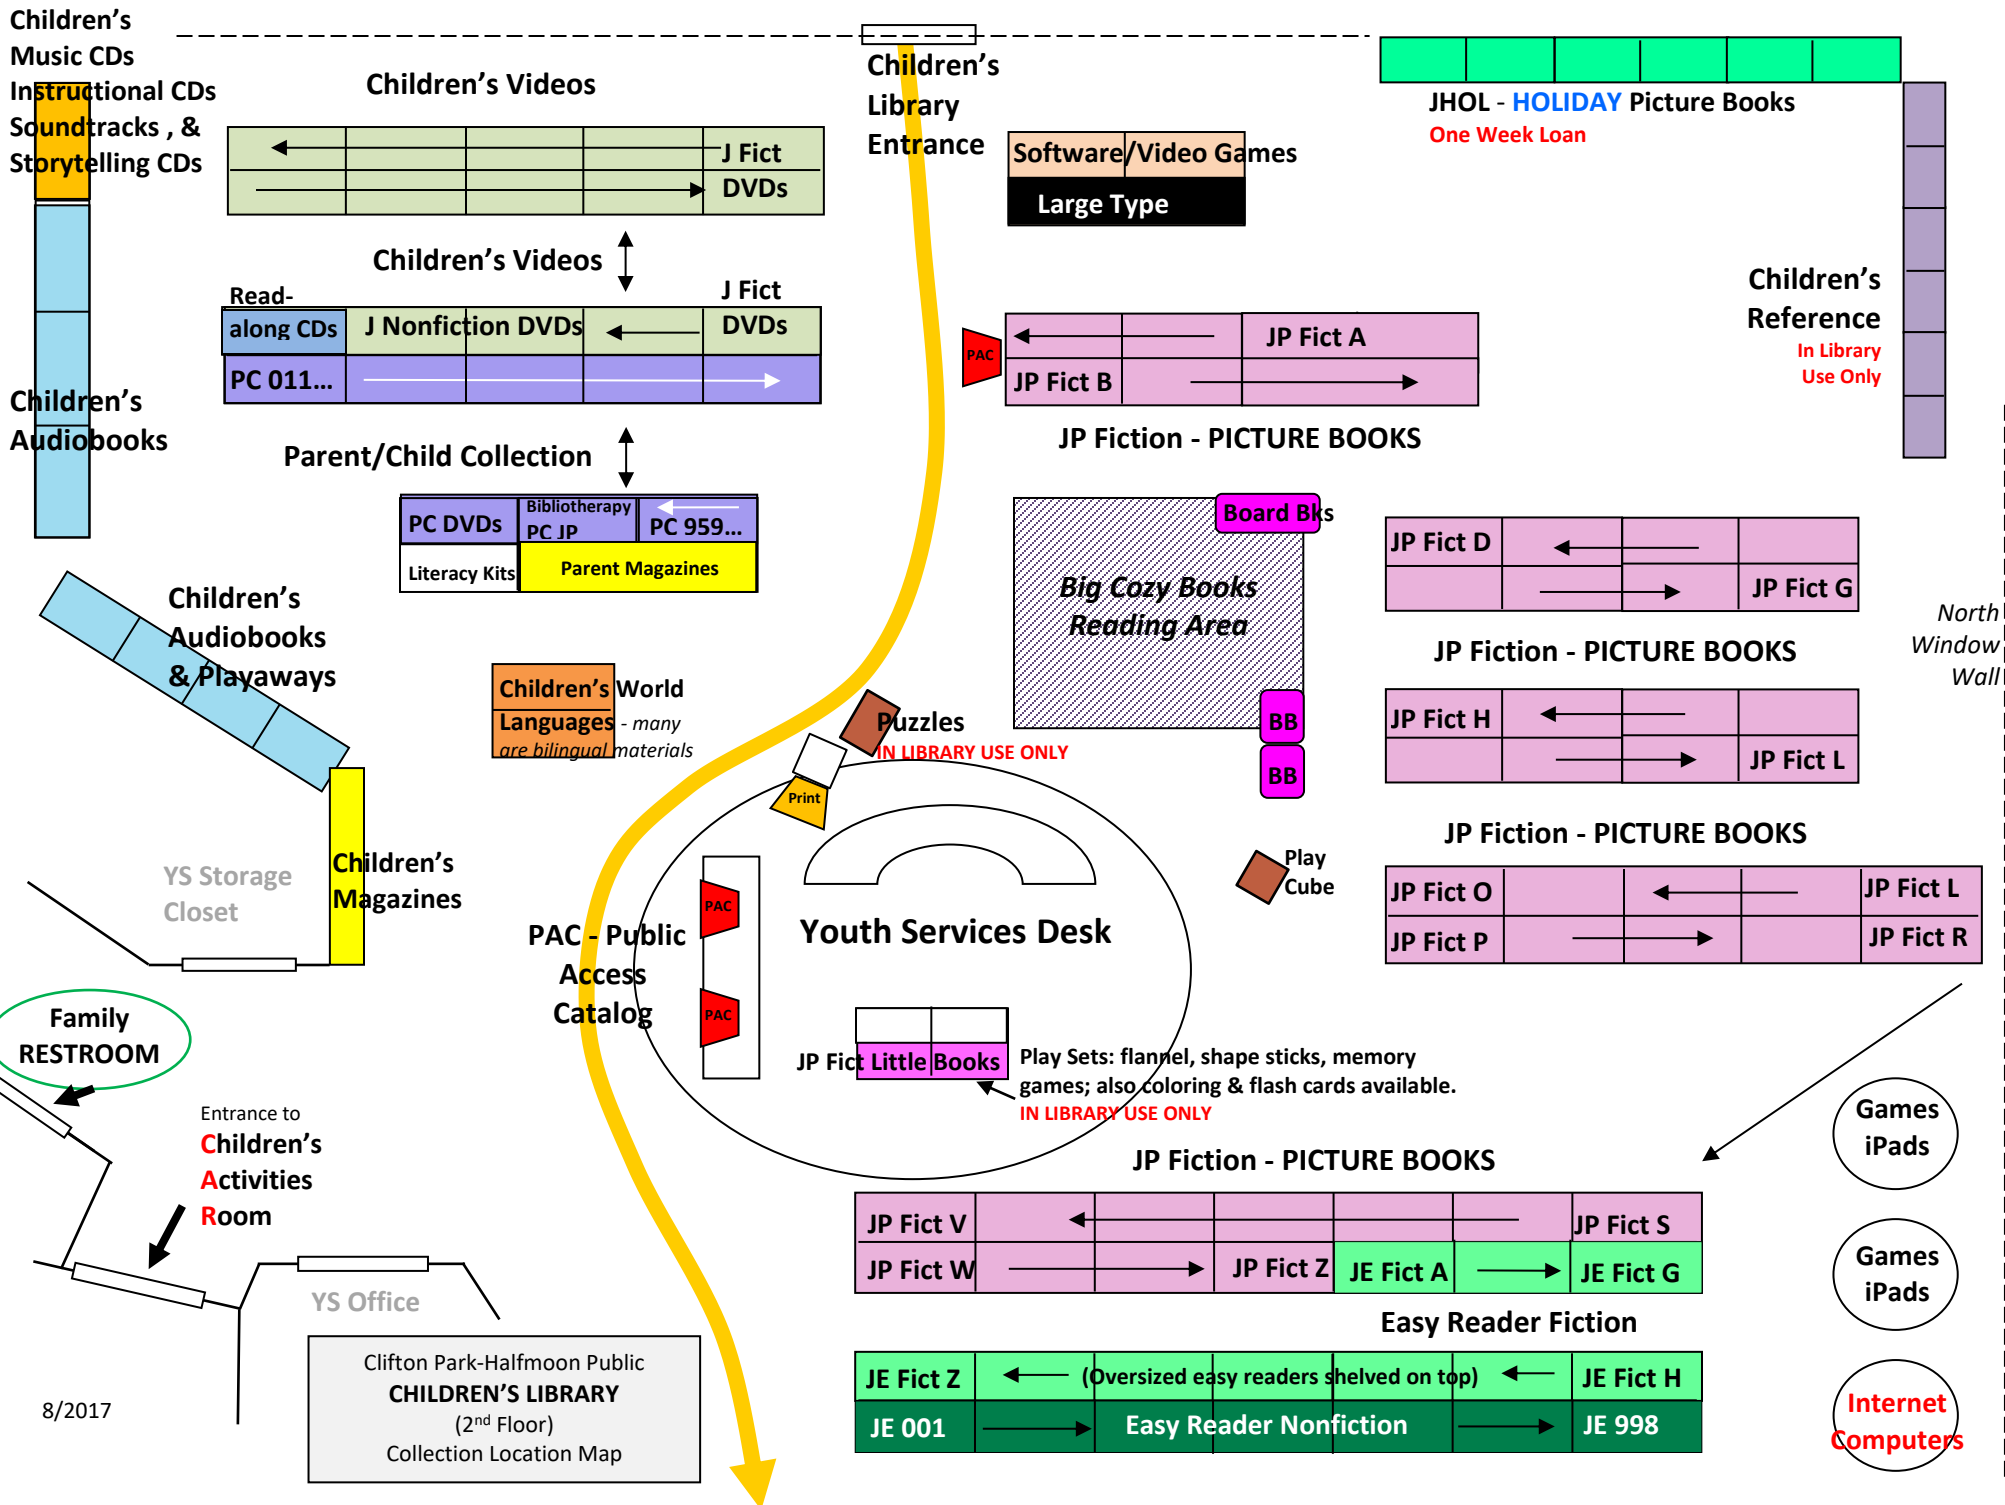 Children’s
Music CDs
Instructional CDs
Soundtracks , &
Storytelling CDs
Children’s Videos
J Fict
DVDs
Children’s
Library
Entrance
Software/Video Games
Large Type
JHOL - HOLIDAY Picture Books
One Week Loan
Children’s Videos
Read-
along CDs
J Nonfiction DVDs
J Fict
DVDs
PC 011...
Children’s
Audiobooks
Parent/Child Collection
PC DVDs
Bibliotherapy
PC JP
PC 959...
Literacy Kits
Parent Magazines
PAC
JP Fict A
JP Fict B
JP Fiction - PICTURE BOOKS
Children’s
Reference
In Library
Use Only
Board Bks
Big Cozy Books
Reading Area
BB
BB
JP Fict D
JP Fict G
JP Fiction - PICTURE BOOKS
North
Window
Wall
JP Fict H
JP Fict L
JP Fiction - PICTURE BOOKS
JP Fict O
JP Fict L
JP Fict P
JP Fict R
Children’s
Audiobooks
& Playaways
Children’s World
Languages - many
are bilingual materials
Puzzles
IN LIBRARY USE ONLY
Print
Play
Cube
YS Storage
Closet
Children’s
Magazines
PAC - Public
Access
Catalog
PAC
PAC
Youth Services Desk
JP Fict Little Books
Play Sets: flannel, shape sticks, memory
games; also coloring & flash cards available.
IN LIBRARY USE ONLY
Family
RESTROOM
Entrance to
Children’s
Activities
Room
YS Office
JP Fiction - PICTURE BOOKS
JP Fict V
JP Fict S
JP Fict W
JP Fict Z
JE Fict A
JE Fict G
Easy Reader Fiction
JE Fict Z
(Oversized easy readers shelved on top)
JE Fict H
JE 001
Easy Reader Nonfiction
JE 998
Games
iPads
Games
iPads
Internet
Computers
8/2017
Clifton Park-Halfmoon Public
CHILDREN’S LIBRARY
(2nd Floor)
Collection Location Map